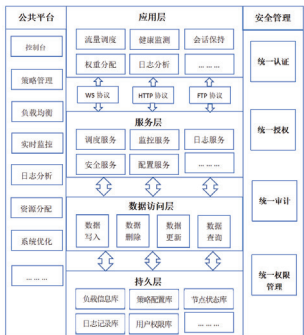 公共平台
应用层
安全管理
控制台
策略管理
负载均衡
实时监控
日志分析
资源分配
系统优化
... ... ...
流量调度
健康监测
会话保持
权重分配
日志分析
... ... ...
WS 协议
HTTP 协议
FTP 协议
服务层
调度服务
监控服务
日志服务
安全服务
配置服务
... ... ...
数据访问层
数据
写入
数据
删除
数据
更新
数据
查询
持久层
负载信息库
策略配置库
节点状态库
日志记录库
用户权限库
... ... ...
统一认证
统一授权
统一审计
统一权限
管理